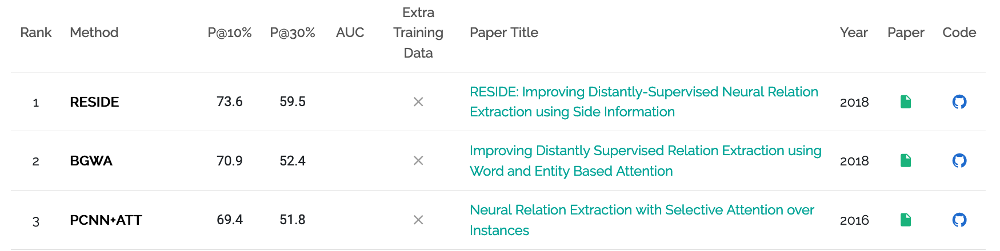 Rank Method P@10% P@30% AUC Extra Training Data Paper Title Year Paper Code
1 RESIDE 73.6 59.5 × RESIDE: Improving Distantly-Supervised Neural Relation
Extraction using Side Information 2018
2 BGWA 70.9 52.4 × Improving Distantly Supervised Relation Extraction using
Word and Entity Based Attention 2018
3 PCNN+ATT 69.4 51.8 × Neural Relation Extraction with Selective Attention over
Instances 2016